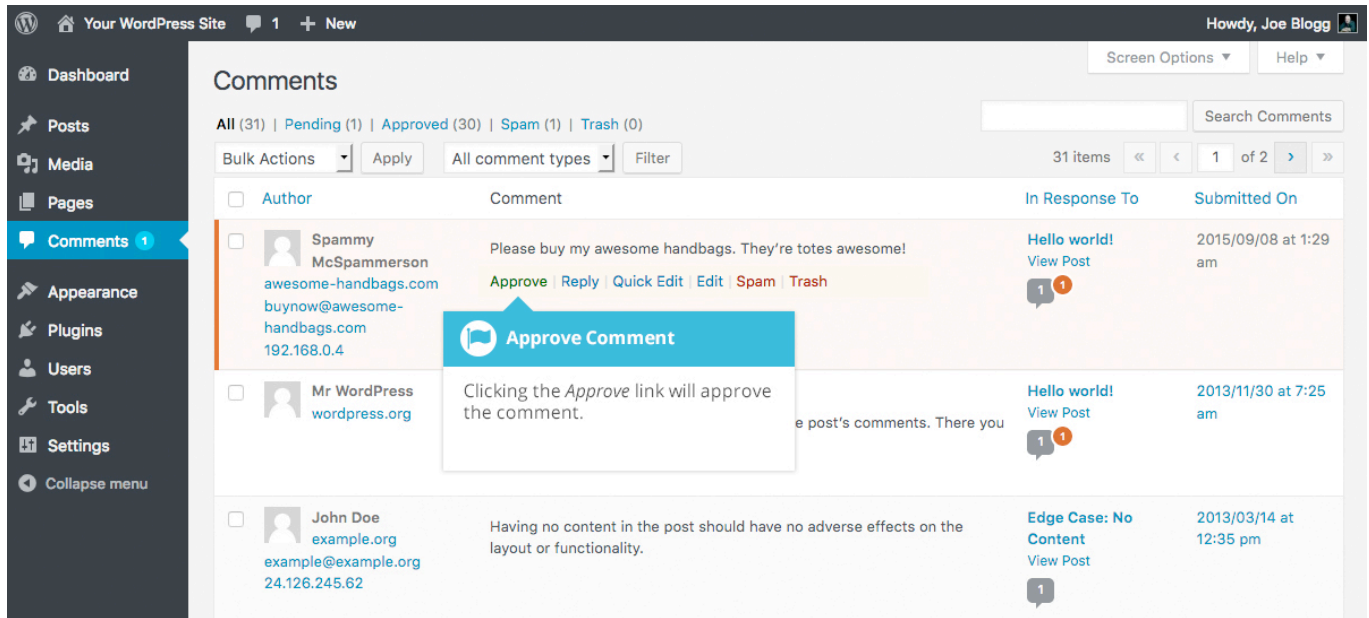 Your WordPress Site 1 + New Howdy, Joe Blogg
Dashboard
Posts
Media
Pages
Comments 1
Appearance
Plugins
Users
Tools
Settings
Collapse menu
Screen Options ▼ Help ▼
Comments
All (31) | Pending (1) | Approved (30) | Spam (1) | Trash (0)
Search Comments
Bulk Actions Apply All comment types Filter
31 items « ‹ 1 of 2 › »
Author Comment In Response To Submitted On
Spammy
McSpammerson
awesome-handbags.com
buynow@awesome-
handbags.com
192.168.0.4
Please buy my awesome handbags. They're totes awesome!
Approve | Reply | Quick Edit | Edit | Spam | Trash
Hello world!
View Post
1 1
2015/09/08 at 1:29
am
Approve Comment
Clicking the Approve link will approve
the comment.
Mr WordPress
wordpress.org
e post's comments. There you
Hello world!
View Post
1 1
2013/11/30 at 7:25
am
John Doe
example.org
example@example.org
24.126.245.62
Having no content in the post should have no adverse effects on the
layout or functionality.
Edge Case: No
Content
View Post
1
2013/03/14 at
12:35 pm